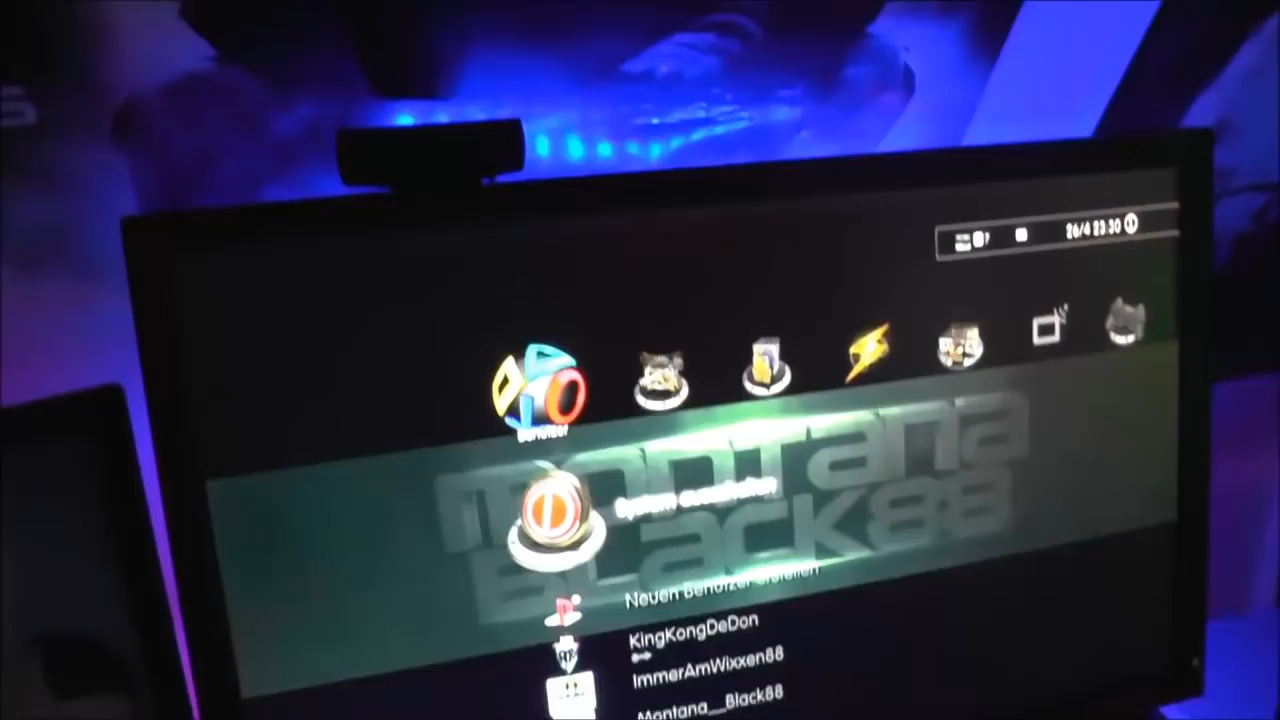 S
26/4 23:30
Benutzer
MONTANA
BLACK88
System ausschalten
Neuen Benutzer erstellen
KingKongDeDon
ImmerAmWixxen88
Montana__Black88